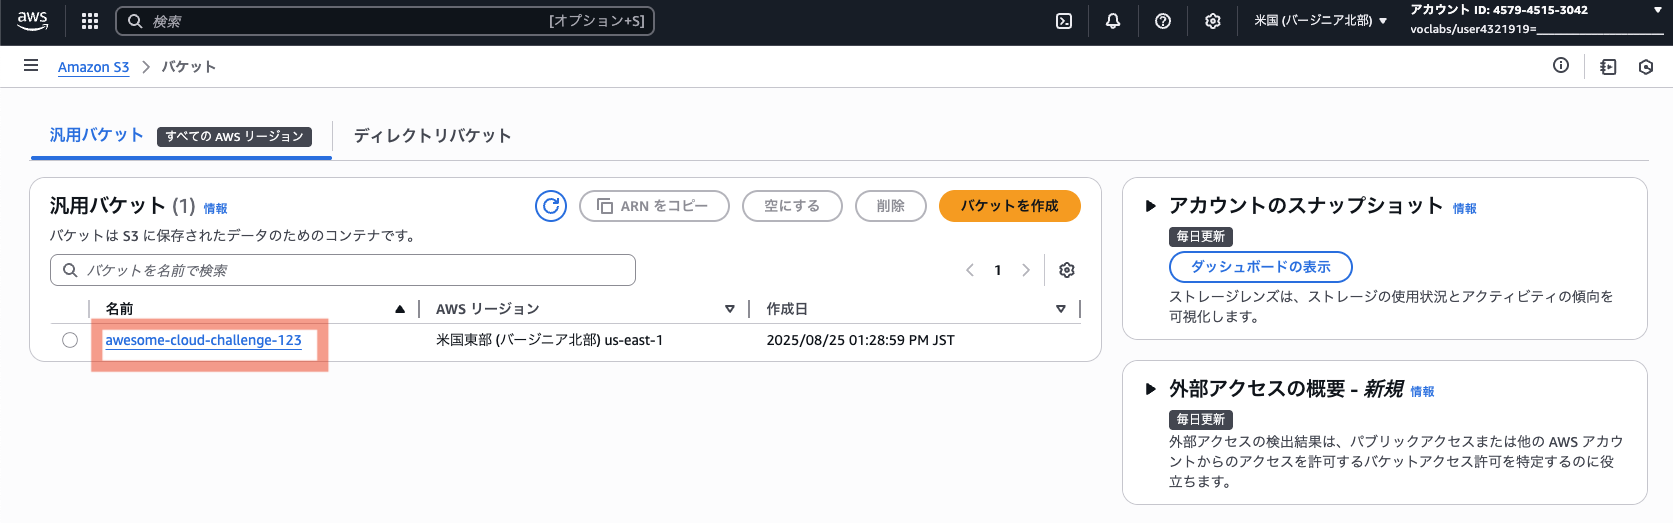 aws
検索
[オプション+S]
米国 (バージニア北部)
アカウント ID: 4579-4515-3042
voclabs/user4321919=____________________
Amazon S3
バケット
汎用バケット
すべての AWS リージョン
ディレクトリバケット
汎用バケット (1) 情報
ARN をコピー
空にする
削除
バケットを作成
バケットは S3 に保存されたデータのためのコンテナです。
バケットを名前で検索
1
名前
AWS リージョン
作成日
awesome-cloud-challenge-123
米国東部 (バージニア北部) us-east-1
2025/08/25 01:28:59 PM JST
アカウントのスナップショット 情報
毎日更新
ダッシュボードの表示
ストレージレンズは、ストレージの使用状況とアクティビティの傾向を
可視化します。
外部アクセスの概要 - 新規 情報
毎日更新
外部アクセスの検出結果は、パブリックアクセスまたは他の AWS アカウ
ントからのアクセスを許可するバケットアクセス許可を特定するのに役
立ちます。